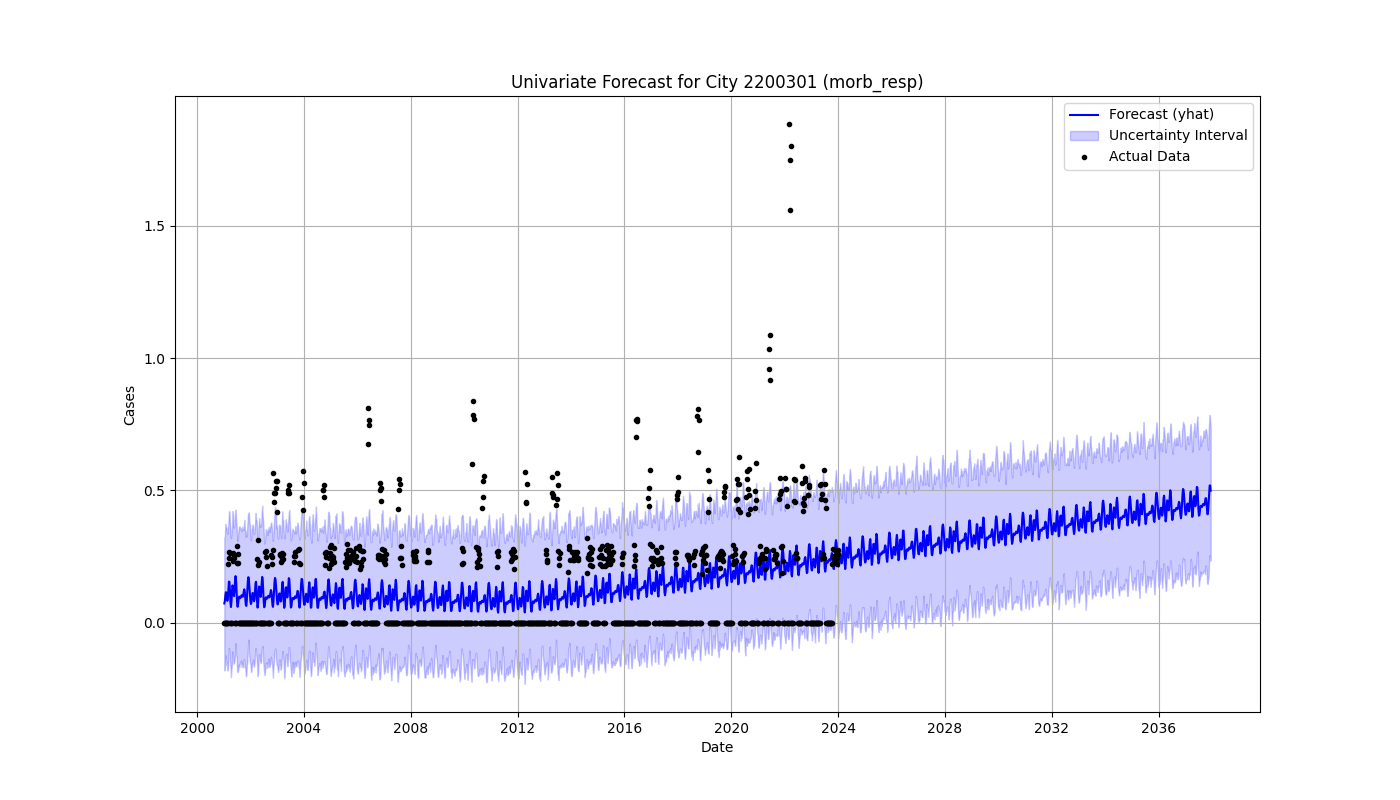 Univariate Forecast for City 2200301 (morb_resp)
Forecast (yhat)
Uncertainty Interval
Actual Data
Cases
1.5
1.0
0.5
0.0
2000 2004 2008 2012 2016 2020 2024 2028 2032 2036
Date